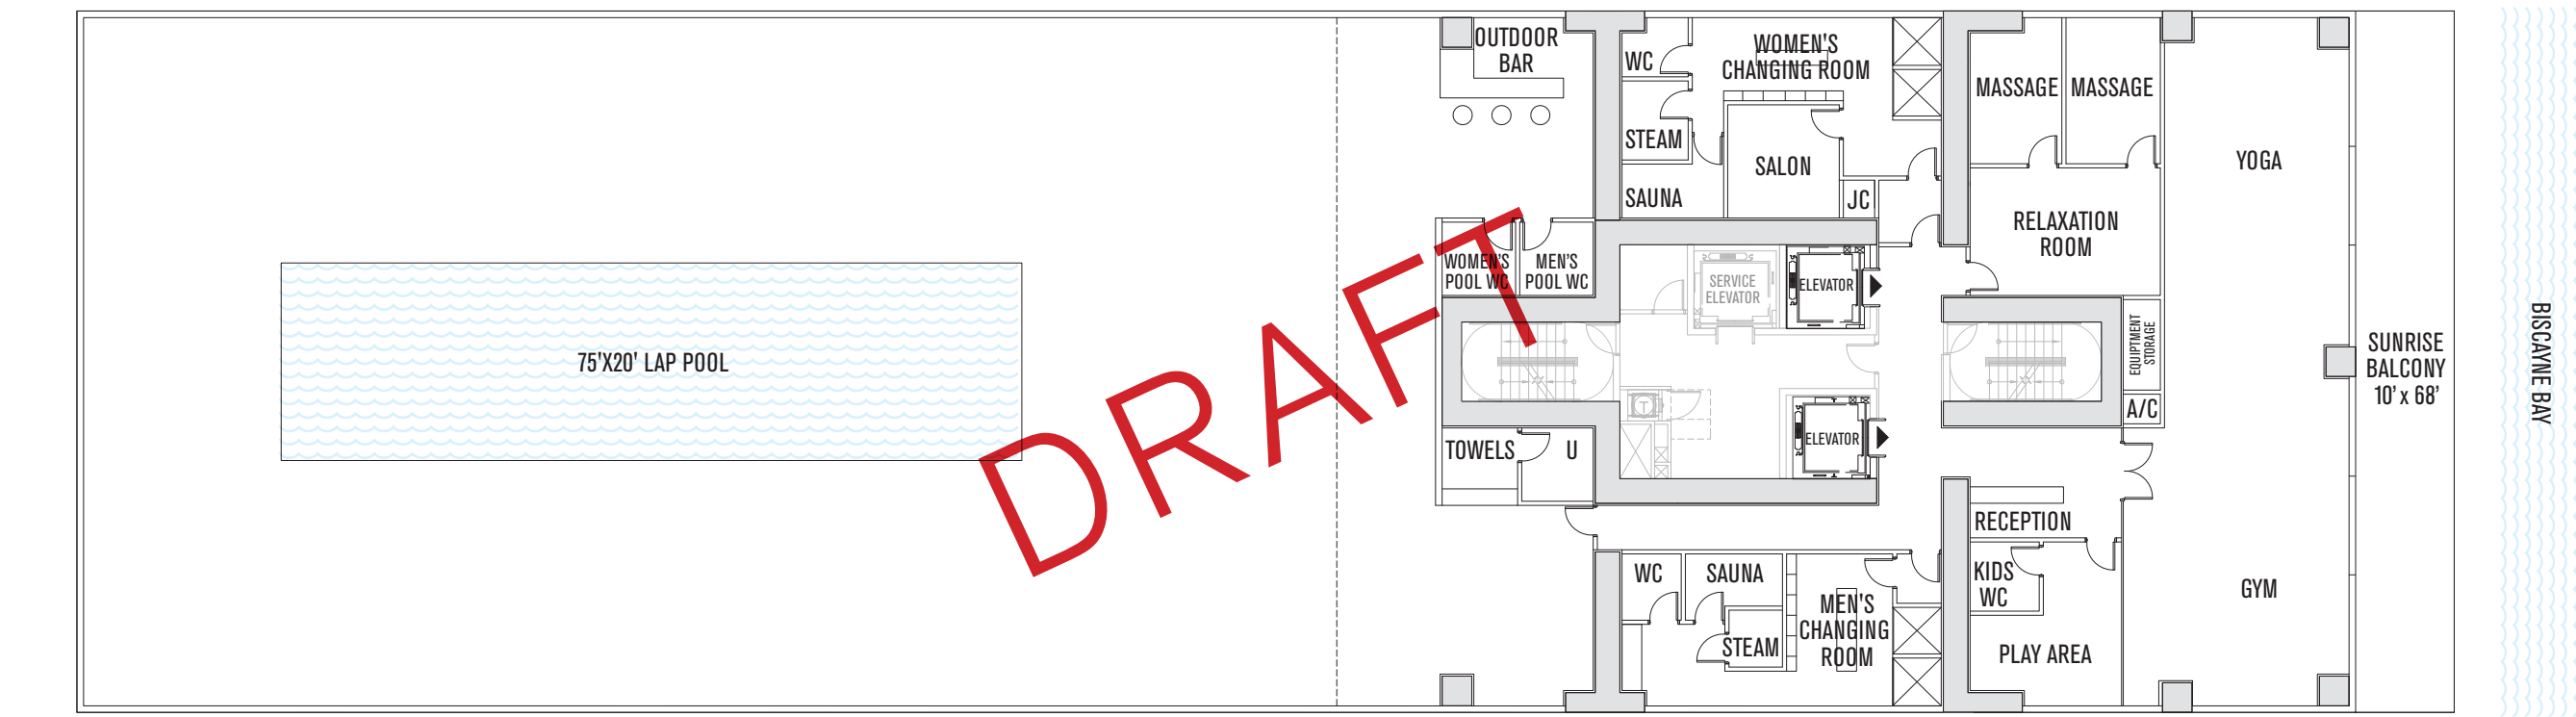 OUTDOOR
BAR
WC
WOMEN'S
CHANGING ROOM
STEAM
SALON
SAUNA
JC
MASSAGE
MASSAGE
YOGA
RELAXATION
ROOM
WOMEN'S
POOL WC
MEN'S
POOL WC
SERVICE
ELEVATOR
ELEVATOR
75'X20' LAP POOL
DRAFT
EQUIPTMENT
STORAGE
A/C
SUNRISE
BALCONY
10' x 68'
BISCAYNE BAY
T
TOWELS
U
ELEVATOR
RECEPTION
WC
SAUNA
STEAM
MEN'S
CHANGING
ROOM
KIDS
WC
PLAY AREA
GYM